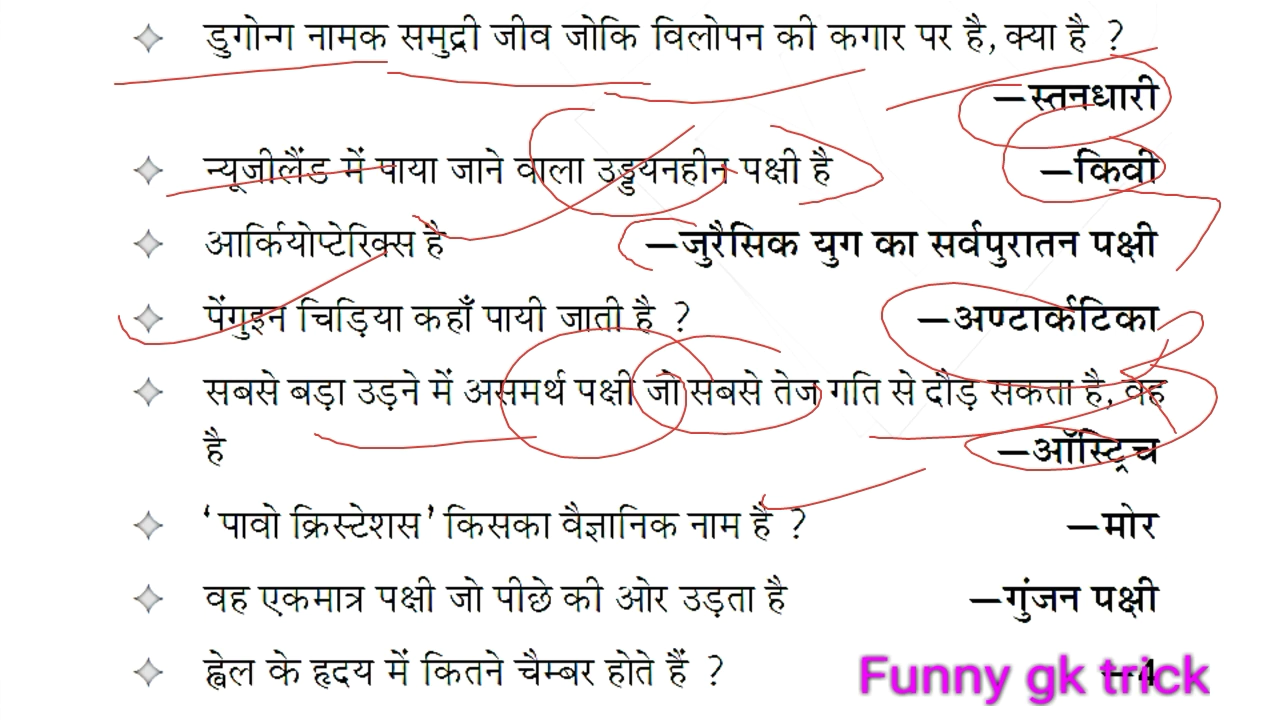 ✧ डुगोन्ग नामक समुद्री जीव जोकि विलोपन की कगार पर है, क्या है ?
—स्तनधारी
✧ न्यूजीलैंड में पाया जाने वाला उड्डयनहीन पक्षी है —किवी
✧ आर्कियोप्टेरिक्स है —जुरैसिक युग का सर्वपुरातन पक्षी
✧ पेंगुइन चिड़िया कहाँ पायी जाती है ? —अण्टार्कटिका
✧ सबसे बड़ा उड़ने में असमर्थ पक्षी जो सबसे तेज गति से दौड़ सकता है, वह
है —ऑस्ट्रिच
✧ ‘पावो क्रिस्टेशस’ किसका वैज्ञानिक नाम है ? —मोर
✧ वह एकमात्र पक्षी जो पीछे की ओर उड़ता है —गुंजन पक्षी
✧ ह्वेल के हृदय में कितने चैम्बर होते हैं ? —4
Funny gk trick